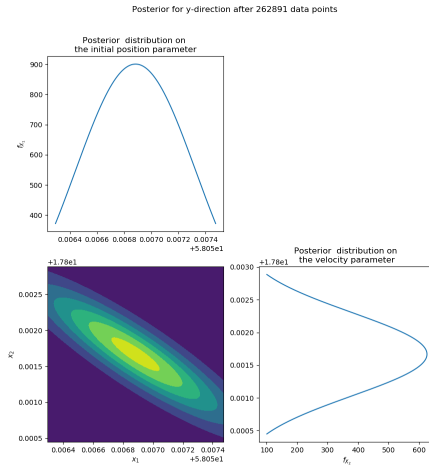 Posterior for y-direction after 262891 data points
Posterior  distribution on
the initial position parameter
900
800
700
600
500
400
f_{X_1}
0.0064 0.0066 0.0068 0.0070 0.0072 0.0074
+5.805e1
+1.78e1
0.0025
0.0020
0.0015
0.0010
0.0005
x_2
0.0064 0.0066 0.0068 0.0070 0.0072 0.0074
x_1
+5.805e1
Posterior  distribution on
the velocity parameter
+1.78e1
0.0030
0.0025
0.0020
0.0015
0.0010
0.0005
100 200 300 400 500 600
f_{X_2}